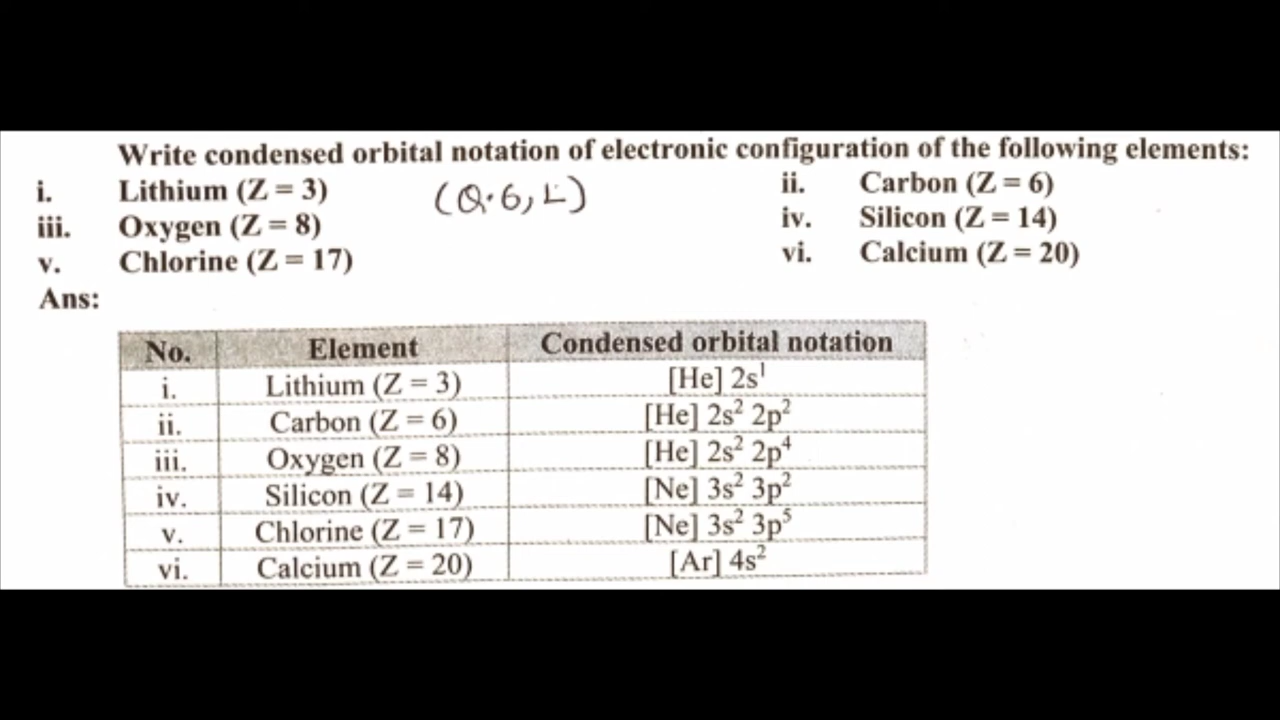 Write condensed orbital notation of electronic configuration of the following elements:
i. Lithium (Z = 3) (Q.6, L) ii. Carbon (Z = 6)
iii. Oxygen (Z = 8) iv. Silicon (Z = 14)
v. Chlorine (Z = 17) vi. Calcium (Z = 20)
Ans:
No. Element Condensed orbital notation
i. Lithium (Z = 3) [He] 2s¹
ii. Carbon (Z = 6) [He] 2s² 2p²
iii. Oxygen (Z = 8) [He] 2s² 2p⁴
iv. Silicon (Z = 14) [Ne] 3s² 3p²
v. Chlorine (Z = 17) [Ne] 3s² 3p⁵
vi. Calcium (Z = 20) [Ar] 4s²